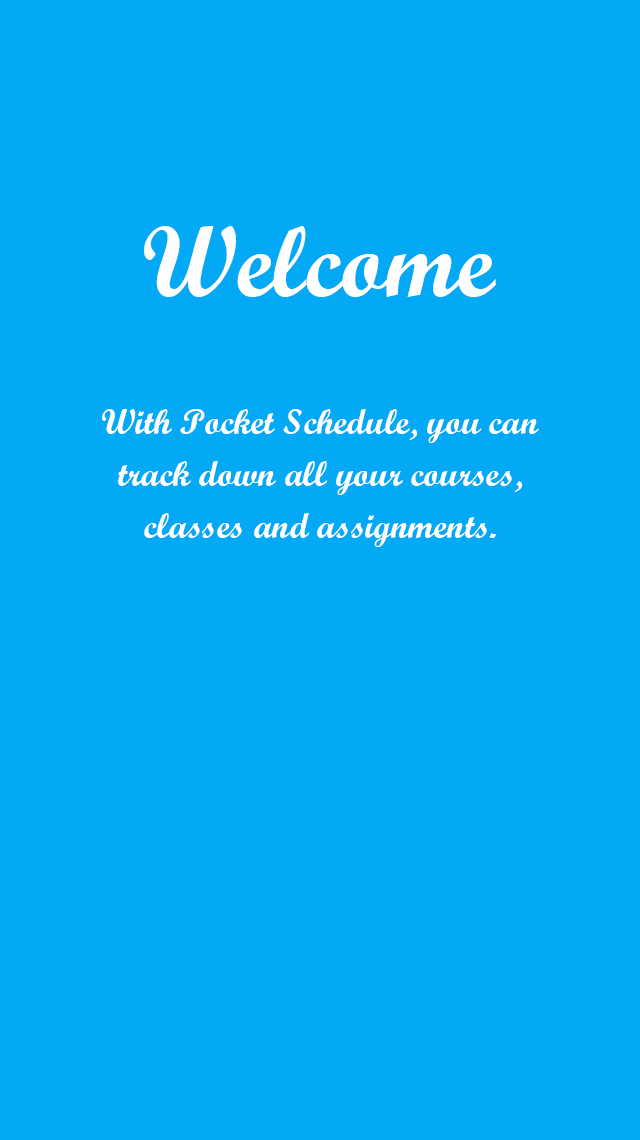 Welcome
With Pocket Schedule, you can
track down all your courses,
classes and assignments.